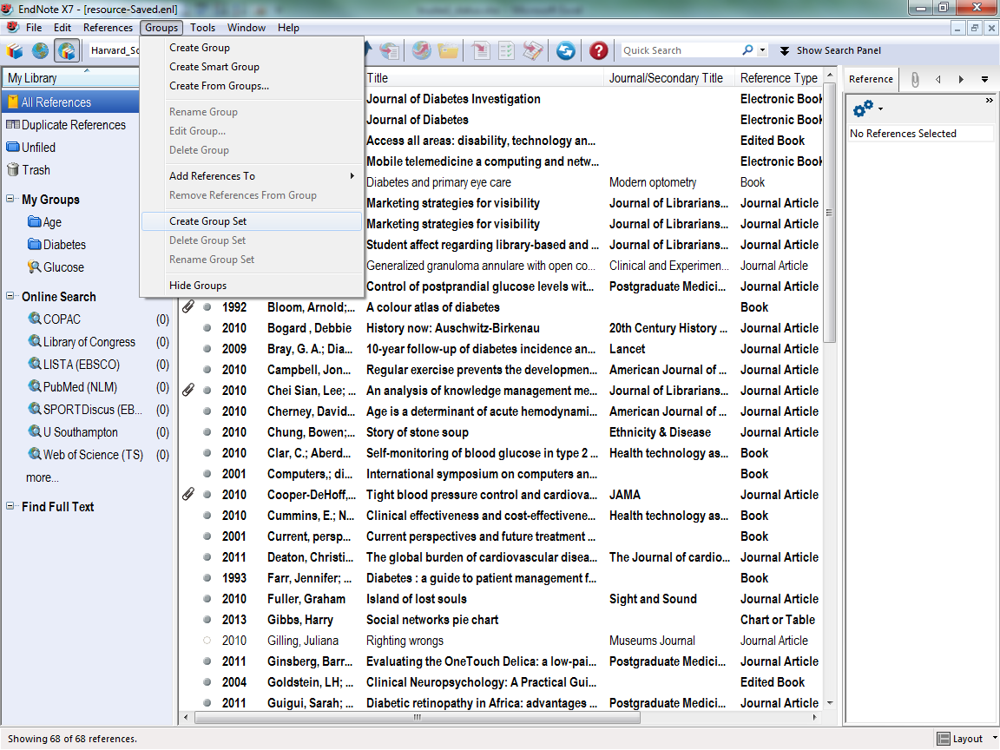 EndNote X7 - [resource-Saved.enl]
File Edit References Groups Tools Window Help
Harvard_So
Quick Search
Show Search Panel
My Library
All References
Duplicate References
Unfiled
Trash
My Groups
Age
Diabetes
Glucose
Online Search
COPAC (0)
Library of Congress (0)
LISTA (EBSCO) (0)
PubMed (NLM) (0)
SPORTDiscus (EB... (0)
U Southampton (0)
Web of Science (TS) (0)
more...
Find Full Text
Create Group
Create Smart Group
Create From Groups...
Rename Group
Edit Group...
Delete Group
Add References To
Remove References From Group
Create Group Set
Delete Group Set
Rename Group Set
Hide Groups
Title Journal/Secondary Title Reference Type
Journal of Diabetes Investigation Electronic Book
Journal of Diabetes Electronic Book
Access all areas: disability, technology an... Edited Book
Mobile telemedicine a computing and netw... Electronic Book
Diabetes and primary eye care Modern optometry Book
Marketing strategies for visibility Journal of Librarians... Journal Article
Marketing strategies for visibility Journal of Librarians... Journal Article
Student affect regarding library-based and ... Journal of Librarians... Journal Article
Generalized granuloma annulare with open co... Clinical and Experimen... Journal Article
Control of postprandial glucose levels wit... Postgraduate Medici... Journal Article
1992 Bloom, Arnold;... A colour atlas of diabetes Book
2010 Bogard , Debbie History now: Auschwitz-Birkenau 20th Century History ... Journal Article
2009 Bray, G. A.; Dia... 10-year follow-up of diabetes incidence an... Lancet Journal Article
2010 Campbell, Jon... Regular exercise prevents the developmen... American Journal of ... Journal Article
2010 Chei Sian, Lee; ... An analysis of knowledge management me... Journal of Librarians... Journal Article
2010 Cherney, David... Age is a determinant of acute hemodynami... American Journal of ... Journal Article
2010 Chung, Bowen;... Story of stone soup Ethnicity & Disease Journal Article
2010 Clar, C.; Aberd... Self-monitoring of blood glucose in type 2 ... Health technology as... Book
2001 Computers,; di... International symposium on computers an... Book
2010 Cooper-DeHoff,... Tight blood pressure control and cardiova... JAMA Journal Article
2010 Cummins, E.; N... Clinical effectiveness and cost-effectivene... Health technology as... Book
2001 Current, persp... Current perspectives and future treatment ... Book
2011 Deaton, Christi... The global burden of cardiovascular disea... The Journal of cardio... Journal Article
1993 Farr, Jennifer; ... Diabetes : a guide to patient management f... Book
2010 Fuller, Graham Island of lost souls Sight and Sound Journal Article
2013 Gibbs, Harry Social networks pie chart Chart or Table
2010 Gilling, Juliana Righting wrongs Museums Journal Journal Article
2011 Ginsberg, Barr... Evaluating the OneTouch Delica: a low-pai... Postgraduate Medici... Journal Article
2004 Goldstein, LH; ... Clinical Neuropsychology: A Practical Gui... Edited Book
2011 Guigui, Sarah; ... Diabetic retinopathy in Africa: advantages ... Postgraduate Medici... Journal Article
Reference
No References Selected
Showing 68 of 68 references.
Layout